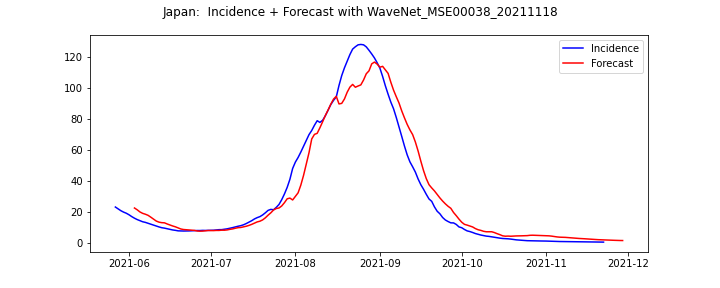 Japan:  Incidence + Forecast with WaveNet_MSE00038_20211118
Incidence
Forecast
120
100
80
60
40
20
0
2021-06 2021-07 2021-08 2021-09 2021-10 2021-11 2021-12